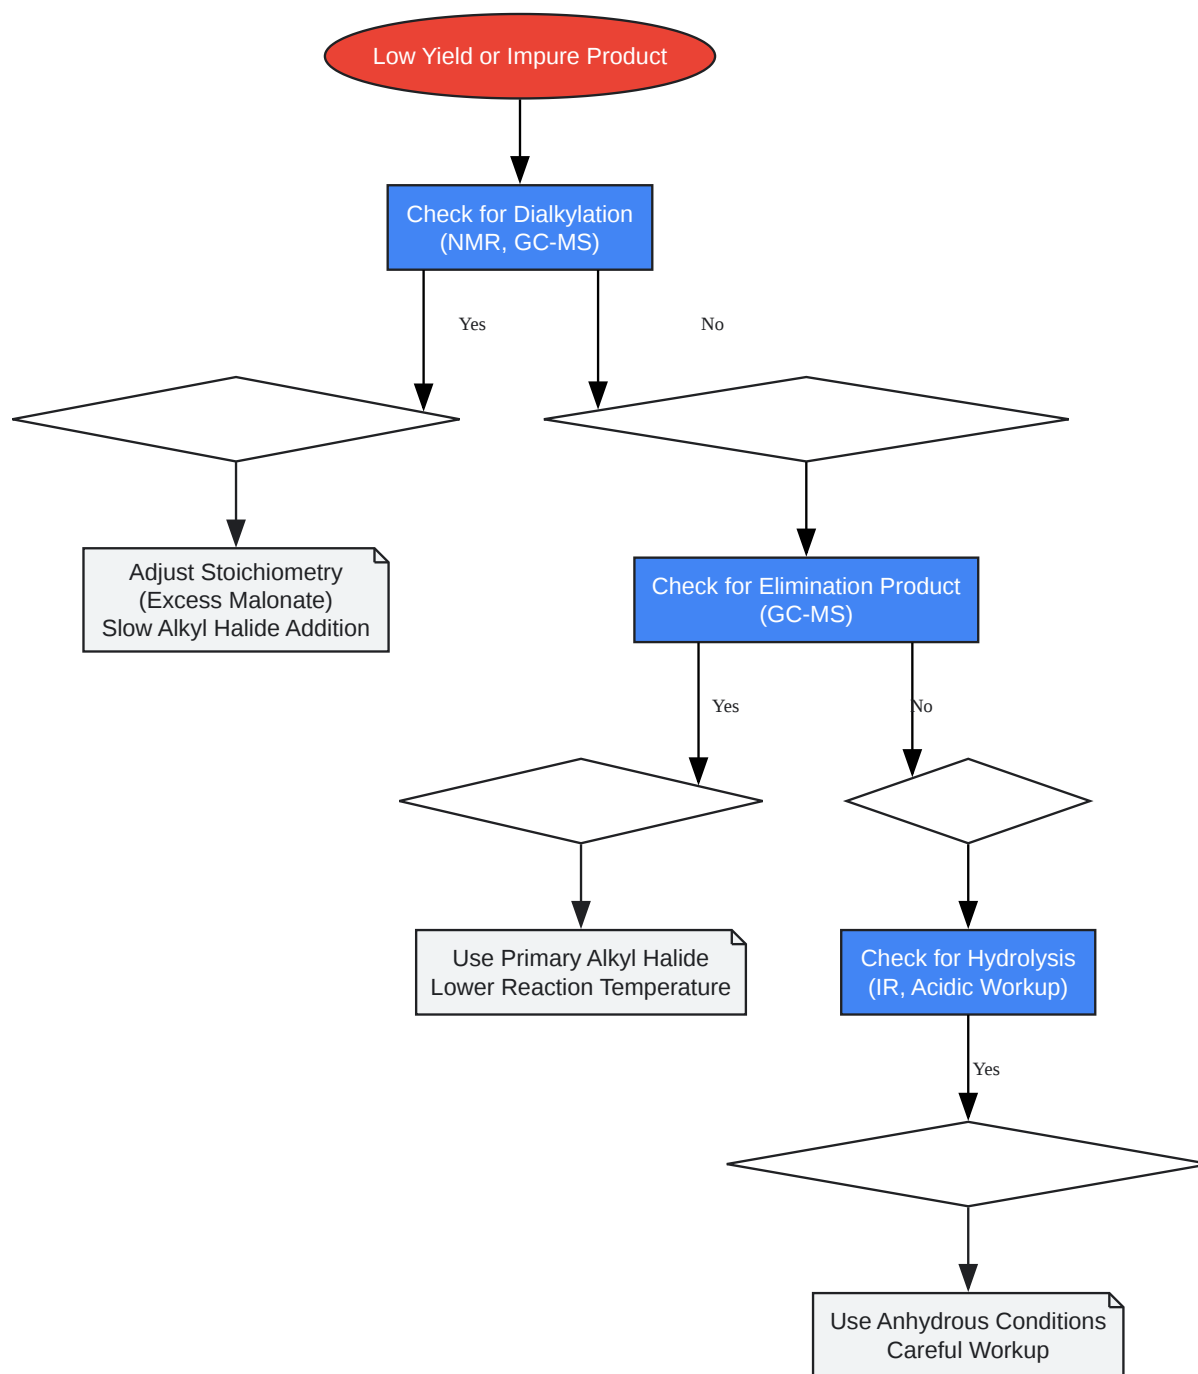 Low Yield or Impure Product
Check for Dialkylation
(NMR, GC-MS)
Yes
No
Adjust Stoichiometry
(Excess Malonate)
Slow Alkyl Halide Addition
Check for Elimination Product
(GC-MS)
Yes
No
Use Primary Alkyl Halide
Lower Reaction Temperature
Check for Hydrolysis
(IR, Acidic Workup)
Yes
Use Anhydrous Conditions
Careful Workup